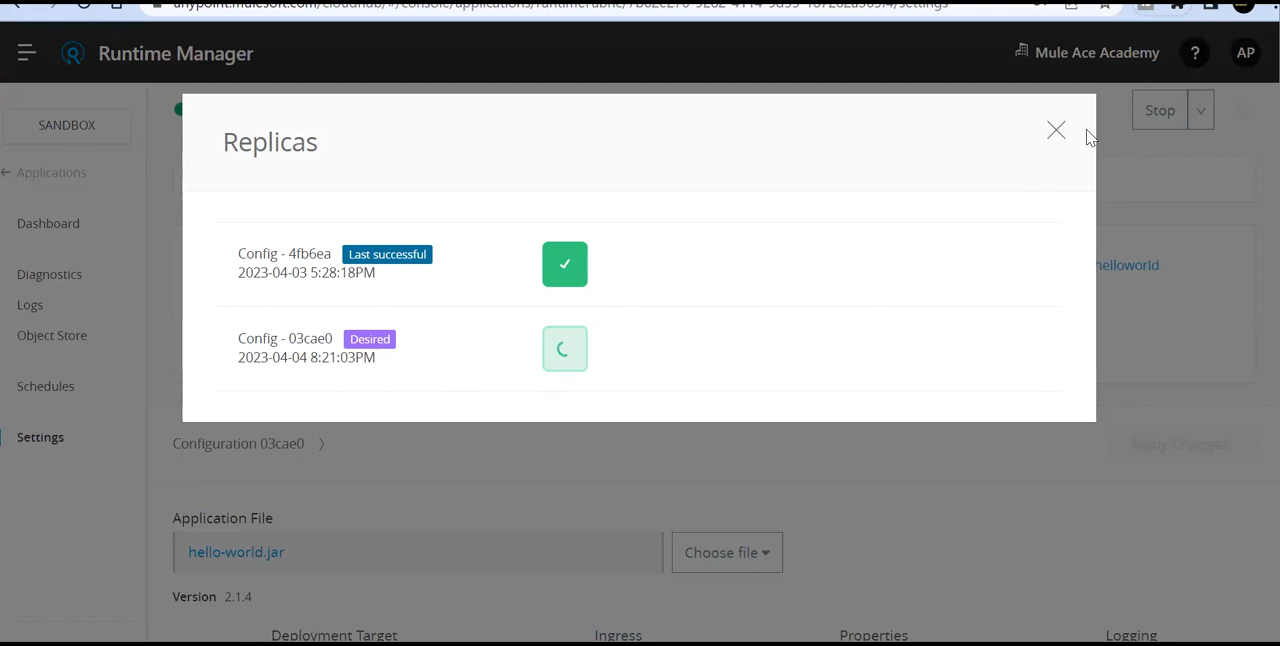 Runtime Manager
Mule Ace Academy
?
AP
SANDBOX
Stop
Replicas
Applications
Dashboard
Config - 4fb6ea Last successful
2023-04-03 5:28:18PM
helloworld
Diagnostics
Logs
Object Store
Config - 03cae0 Desired
2023-04-04 8:21:03PM
Schedules
Settings
Configuration 03cae0
Apply Changes
Application File
hello-world.jar
Choose file
Version 2.1.4
Deployment Target Ingress Properties Logging